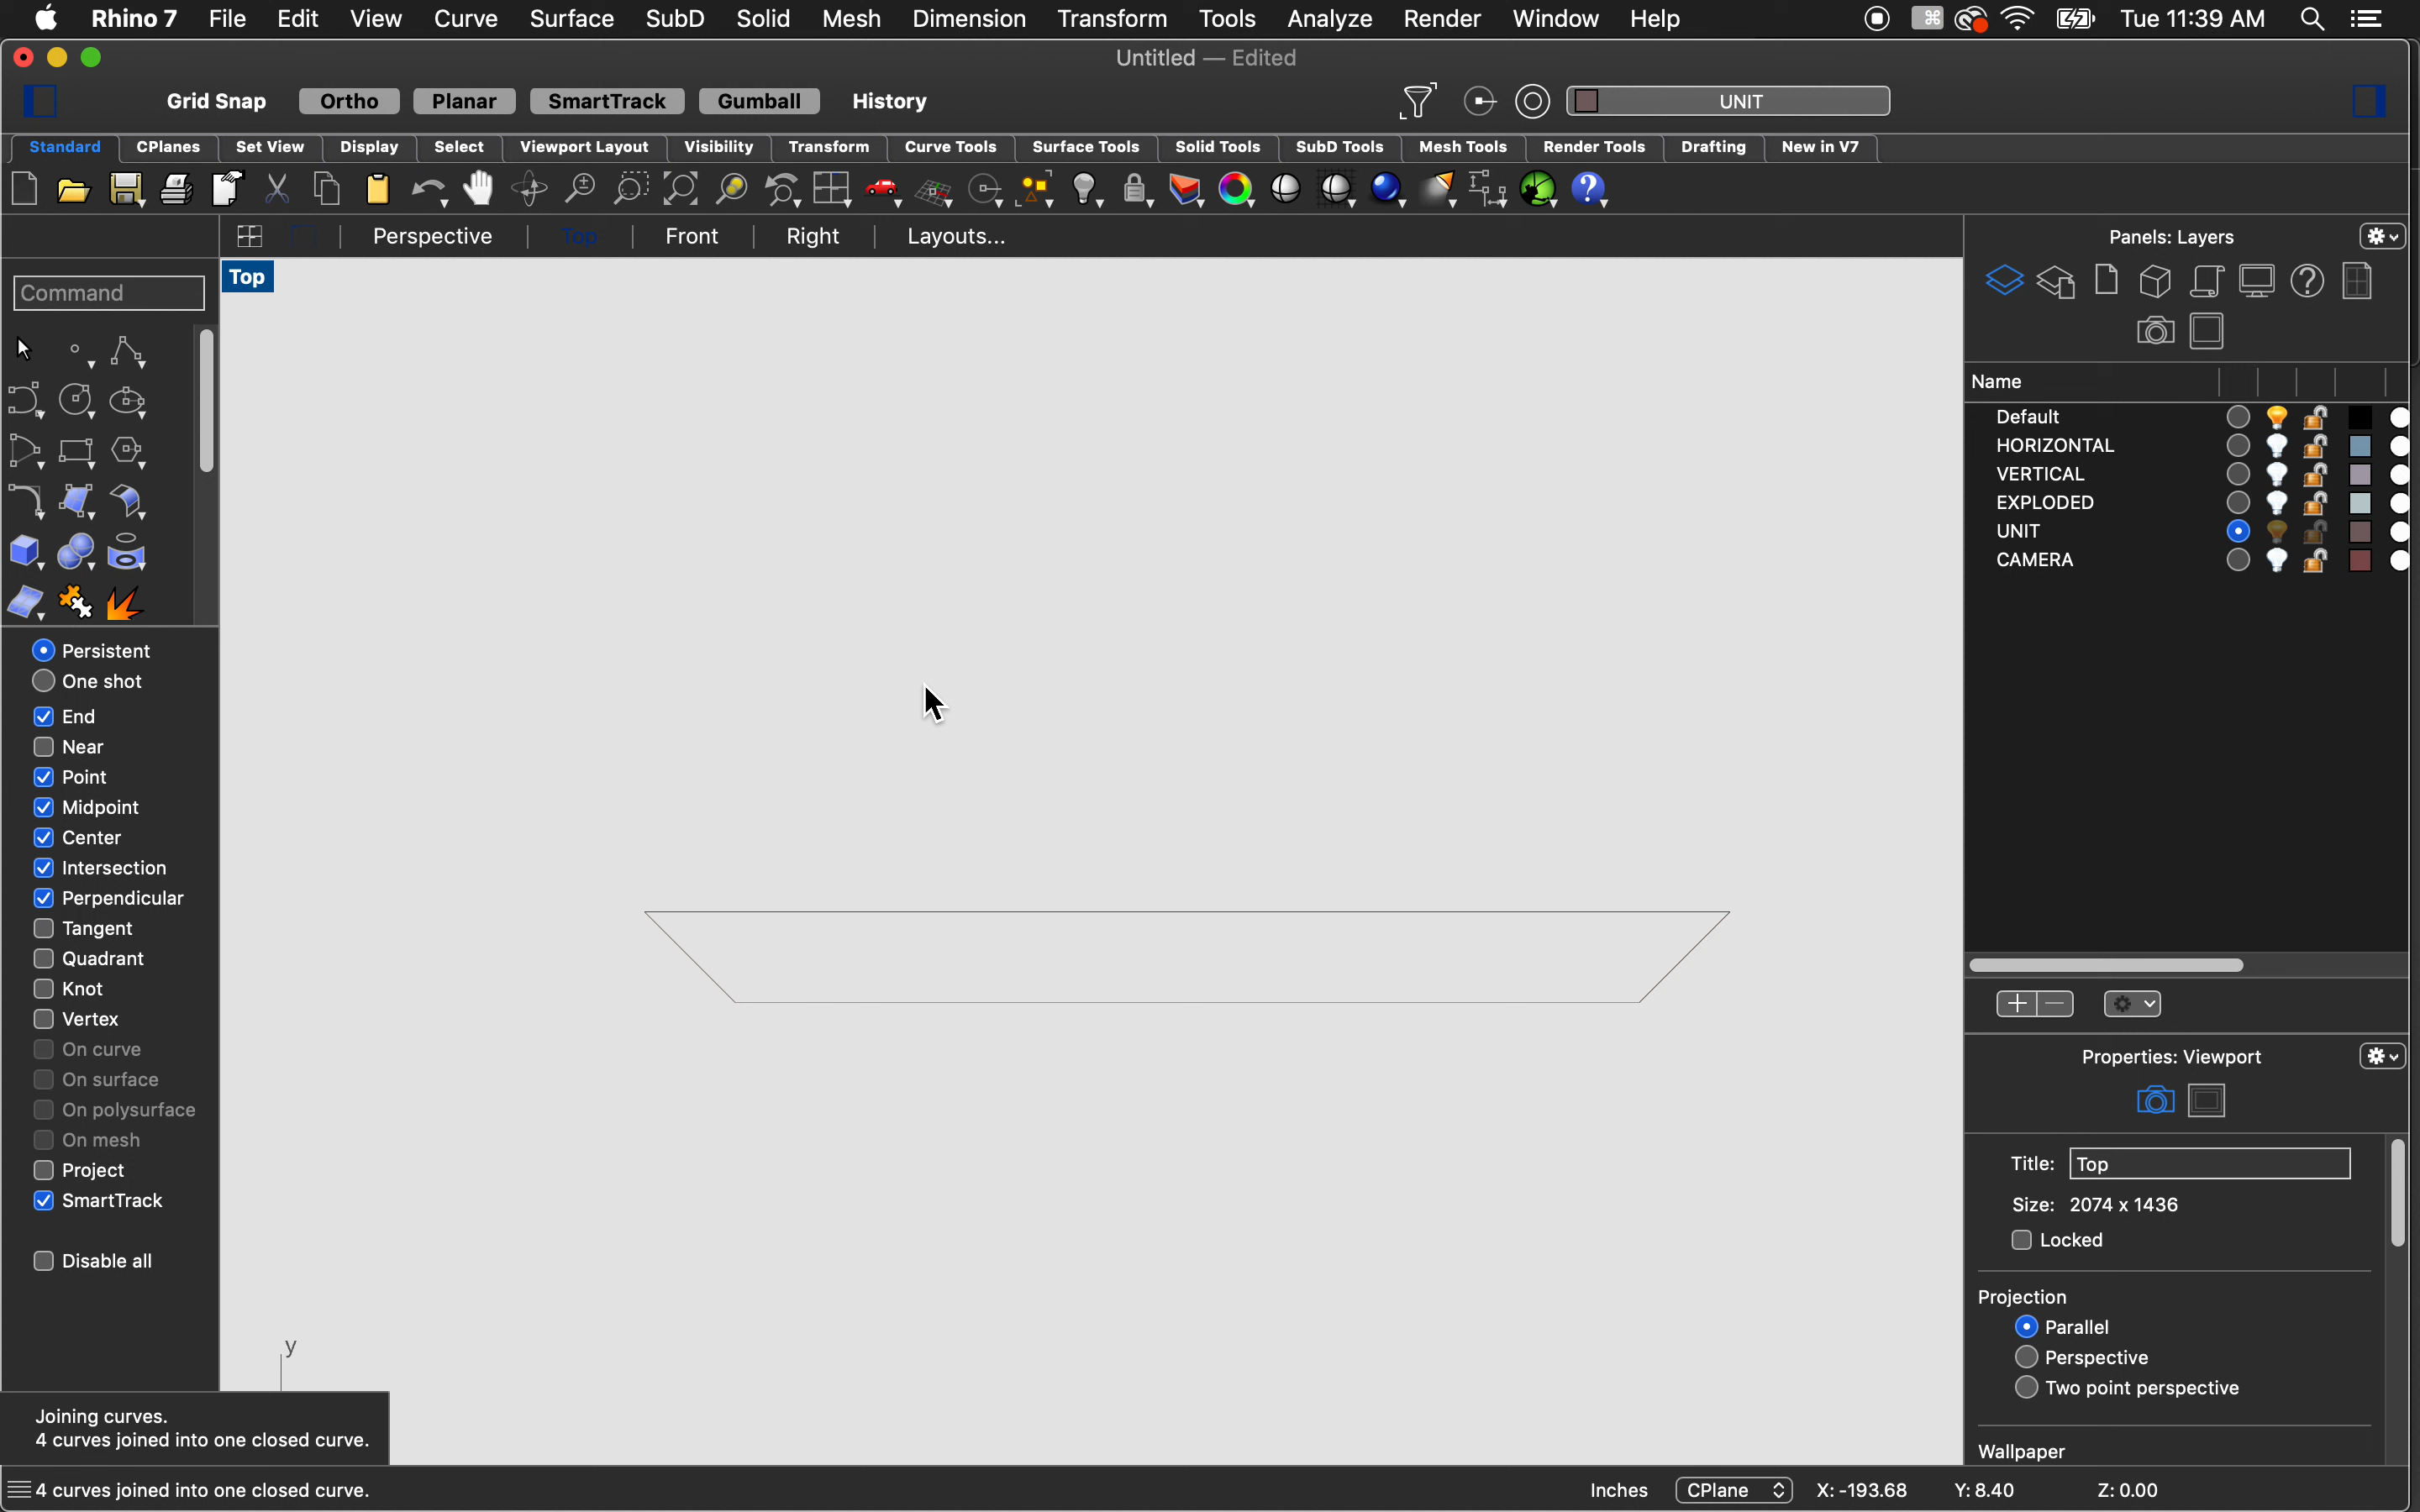 Rhino 7 File Edit View Curve Surface SubD Solid Mesh Dimension Transform Tools Analyze Render Window Help ⌘ Tue 11:39 AM
Untitled — Edited
Grid Snap Ortho Planar SmartTrack Gumball History UNIT
Standard CPlanes Set View Display Select Viewport Layout Visibility Transform Curve Tools Surface Tools Solid Tools SubD Tools Mesh Tools Render Tools Drafting New in V7
Perspective Top Front Right Layouts...
Panels: Layers
Top
Command
Name
Default
HORIZONTAL
VERTICAL
EXPLODED
UNIT
CAMERA
Persistent
One shot
End
Near
Point
Midpoint
Center
Intersection
Perpendicular
Tangent
Quadrant
Knot
Vertex
On curve
On surface
On polysurface
On mesh
Project
SmartTrack
Disable all
Properties: Viewport
Title: Top
Size: 2074 x 1436
Locked
Projection
Parallel
Perspective
Two point perspective
Wallpaper
y
Joining curves.
4 curves joined into one closed curve.
4 curves joined into one closed curve.
Inches CPlane X: -193.68 Y: 8.40 Z: 0.00